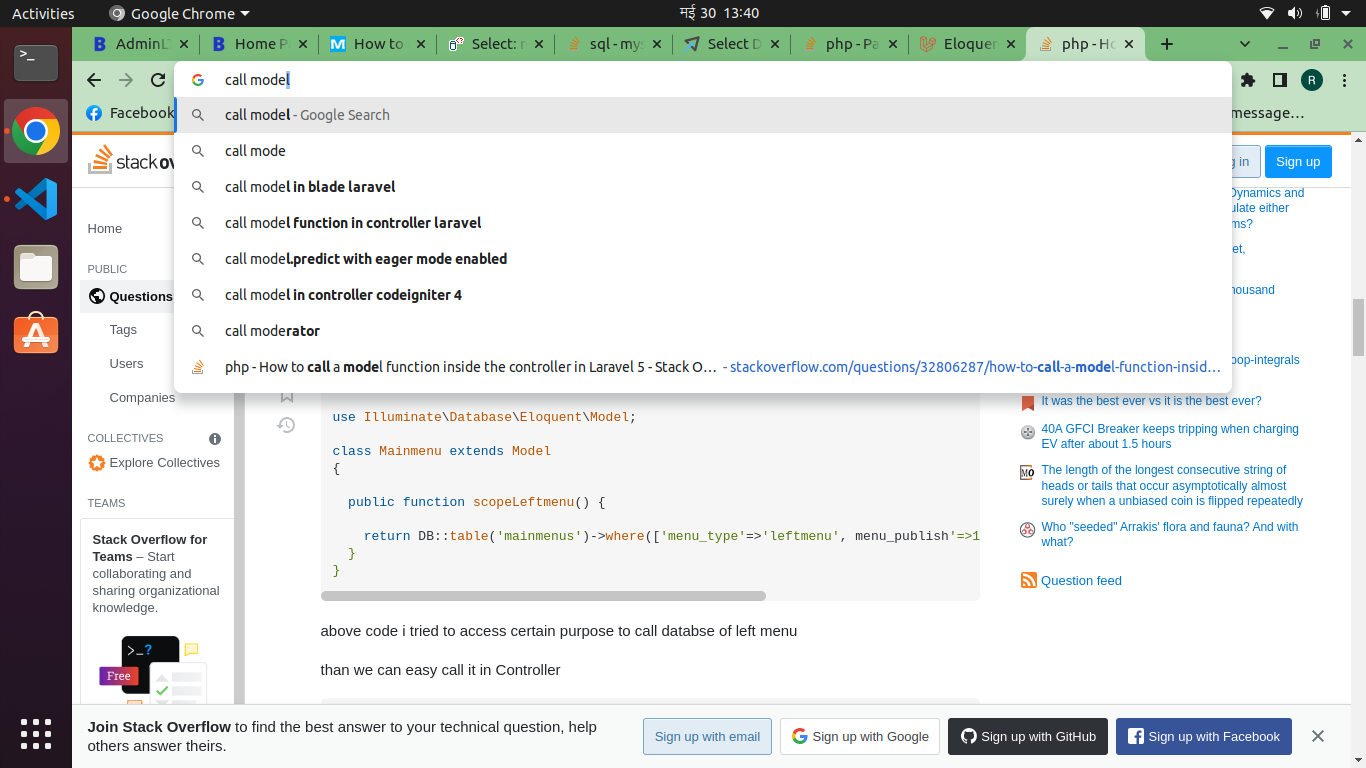 Activities
Google Chrome
मई 30 13:40
AdminLT
Home P
How to
Select:
sql - mys
Select D
php - Pa
Eloquen
php - Ho
call model
R
Facebook
message…
call model - Google Search
call mode
call model in blade laravel
call model function in controller laravel
call model.predict with eager mode enabled
call model in controller codeigniter 4
call moderator
php - How to call a model function inside the controller in Laravel 5 - Stack O… - stackoverflow.com/questions/32806287/how-to-call-a-model-function-insid…
stack
in
Sign up
Home
PUBLIC
Questions
Tags
Users
Companies
COLLECTIVES
Explore Collectives
TEAMS
Stack Overflow for
Teams – Start
collaborating and
sharing organizational
knowledge.
>_?
Free
use Illuminate\Database\Eloquent\Model;
class Mainmenu extends Model
{
public function scopeLeftmenu() {
return DB::table('mainmenus')->where(['menu_type'=>'leftmenu', menu_publish'=>1
}
}
above code i tried to access certain purpose to call databse of left menu
than we can easy call it in Controller
Dynamics and
ulate either
ms?
et,
housand
oop-integrals
It was the best ever vs it is the best ever?
40A GFCI Breaker keeps tripping when charging
EV after about 1.5 hours
The length of the longest consecutive string of
heads or tails that occur asymptotically almost
surely when a unbiased coin is flipped repeatedly
Who "seeded" Arrakis' flora and fauna? And with
what?
Question feed
Join Stack Overflow to find the best answer to your technical question, help
others answer theirs.
Sign up with email
Sign up with Google
Sign up with GitHub
Sign up with Facebook